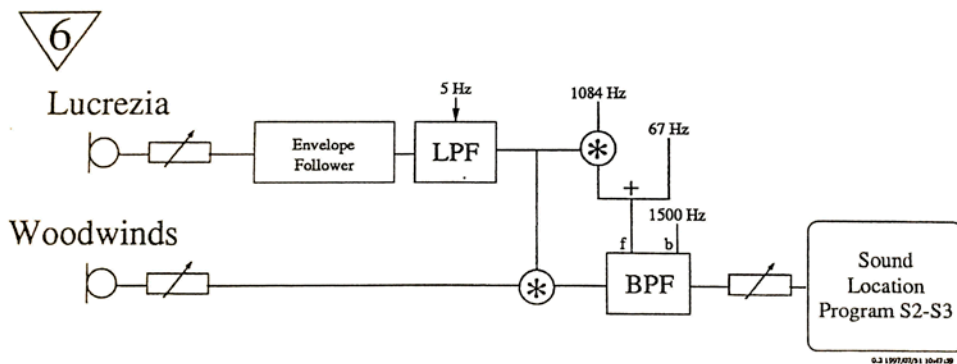 6
Lucrezia
5 Hz
1084 Hz
67 Hz
Envelope
Follower
LPF
*
+
1500 Hz
Woodwinds
f
b
*
BPF
Sound
Location
Program S2-S3